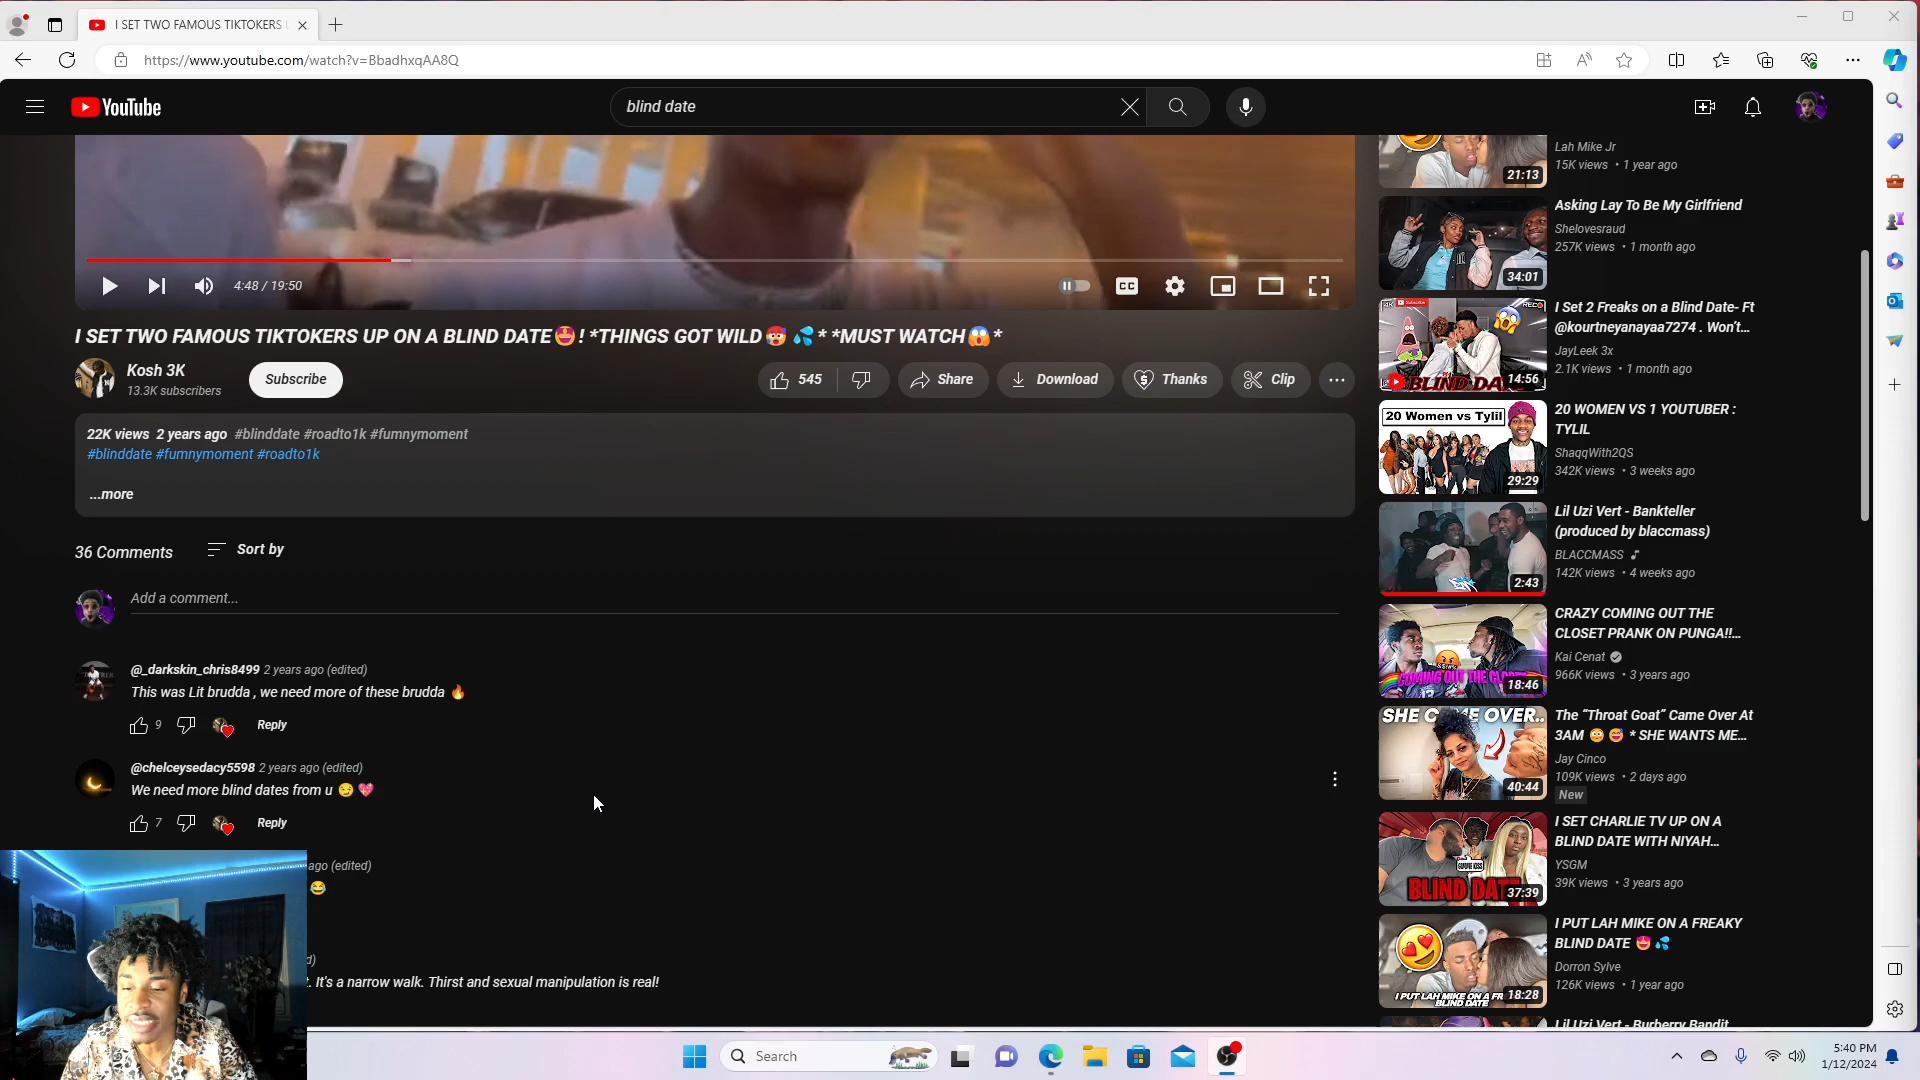 I SET TWO FAMOUS TIKTOKERS
https://www.youtube.com/watch?v=BbadhxqAA8Q
YouTube
blind date
4:48 / 19:50
CC
I SET TWO FAMOUS TIKTOKERS UP ON A BLIND DATE🤩! *THINGS GOT WILD🥵💦* *MUST WATCH😱*
Kosh 3K
13.3K subscribers
Subscribe
545
Share
Download
Thanks
Clip
22K views 2 years ago #blinddate #roadto1k #fumnymoment
#blinddate #fumnymoment #roadto1k
...more
36 Comments
Sort by
Add a comment...
@_darkskin_chris8499 2 years ago (edited)
This was Lit brudda , we need more of these brudda 🔥
9
Reply
@chelceysedacy5598 2 years ago (edited)
We need more blind dates from u 😏 💖
7
Reply
ago (edited)
😂
It's a narrow walk. Thirst and sexual manipulation is real!
Lah Mike Jr
15K views • 1 year ago
21:13
Asking Lay To Be My Girlfriend
Shelovesraud
257K views • 1 month ago
34:01
I Set 2 Freaks on a Blind Date- Ft
@kourtneyanayaa7274 . Won't...
JayLeek 3x
2.1K views • 1 month ago
BLIND DA
14:56
20 WOMEN VS 1 YOUTUBER :
TYLIL
ShaqqWith2QS
342K views • 3 weeks ago
20 Women vs Tylil
29:29
Lil Uzi Vert - Bankteller
(produced by blaccmass)
BLACCMASS
142K views • 4 weeks ago
2:43
CRAZY COMING OUT THE
CLOSET PRANK ON PUNGA!!...
Kai Cenat
966K views • 3 years ago
COMING OUT THE CLO
18:46
The "Throat Goat" Came Over At
3AM 😳 😅 * SHE WANTS ME...
Jay Cinco
109K views • 2 days ago
New
SHE C ME OVER..
40:44
I SET CHARLIE TV UP ON A
BLIND DATE WITH NIYAH...
YSGM
39K views • 3 years ago
BLIND DAT
37:39
I PUT LAH MIKE ON A FREAKY
BLIND DATE 🤩 💦
Dorron Sylve
126K views • 1 year ago
I PUT LAH MIKE ON A FR
BLIND DATE
18:28
Lil Uzi Vert - Burberry Bandit
Search
5:40 PM
1/12/2024